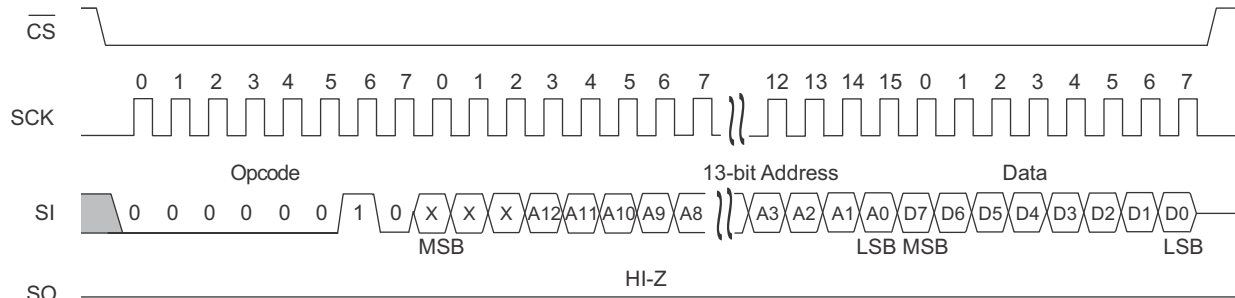 CS
0 1 2 3 4 5 6 7 0 1 2 3 4 5 6 7 12 13 14 15 0 1 2 3 4 5 6 7
SCK
Opcode 13-bit Address Data
SI 0 0 0 0 0 0 1 0 X X X A12 A11 A10 A9 A8 A3 A2 A1 A0 D7 D6 D5 D4 D3 D2 D1 D0
MSB LSB MSB LSB
HI-Z
SO